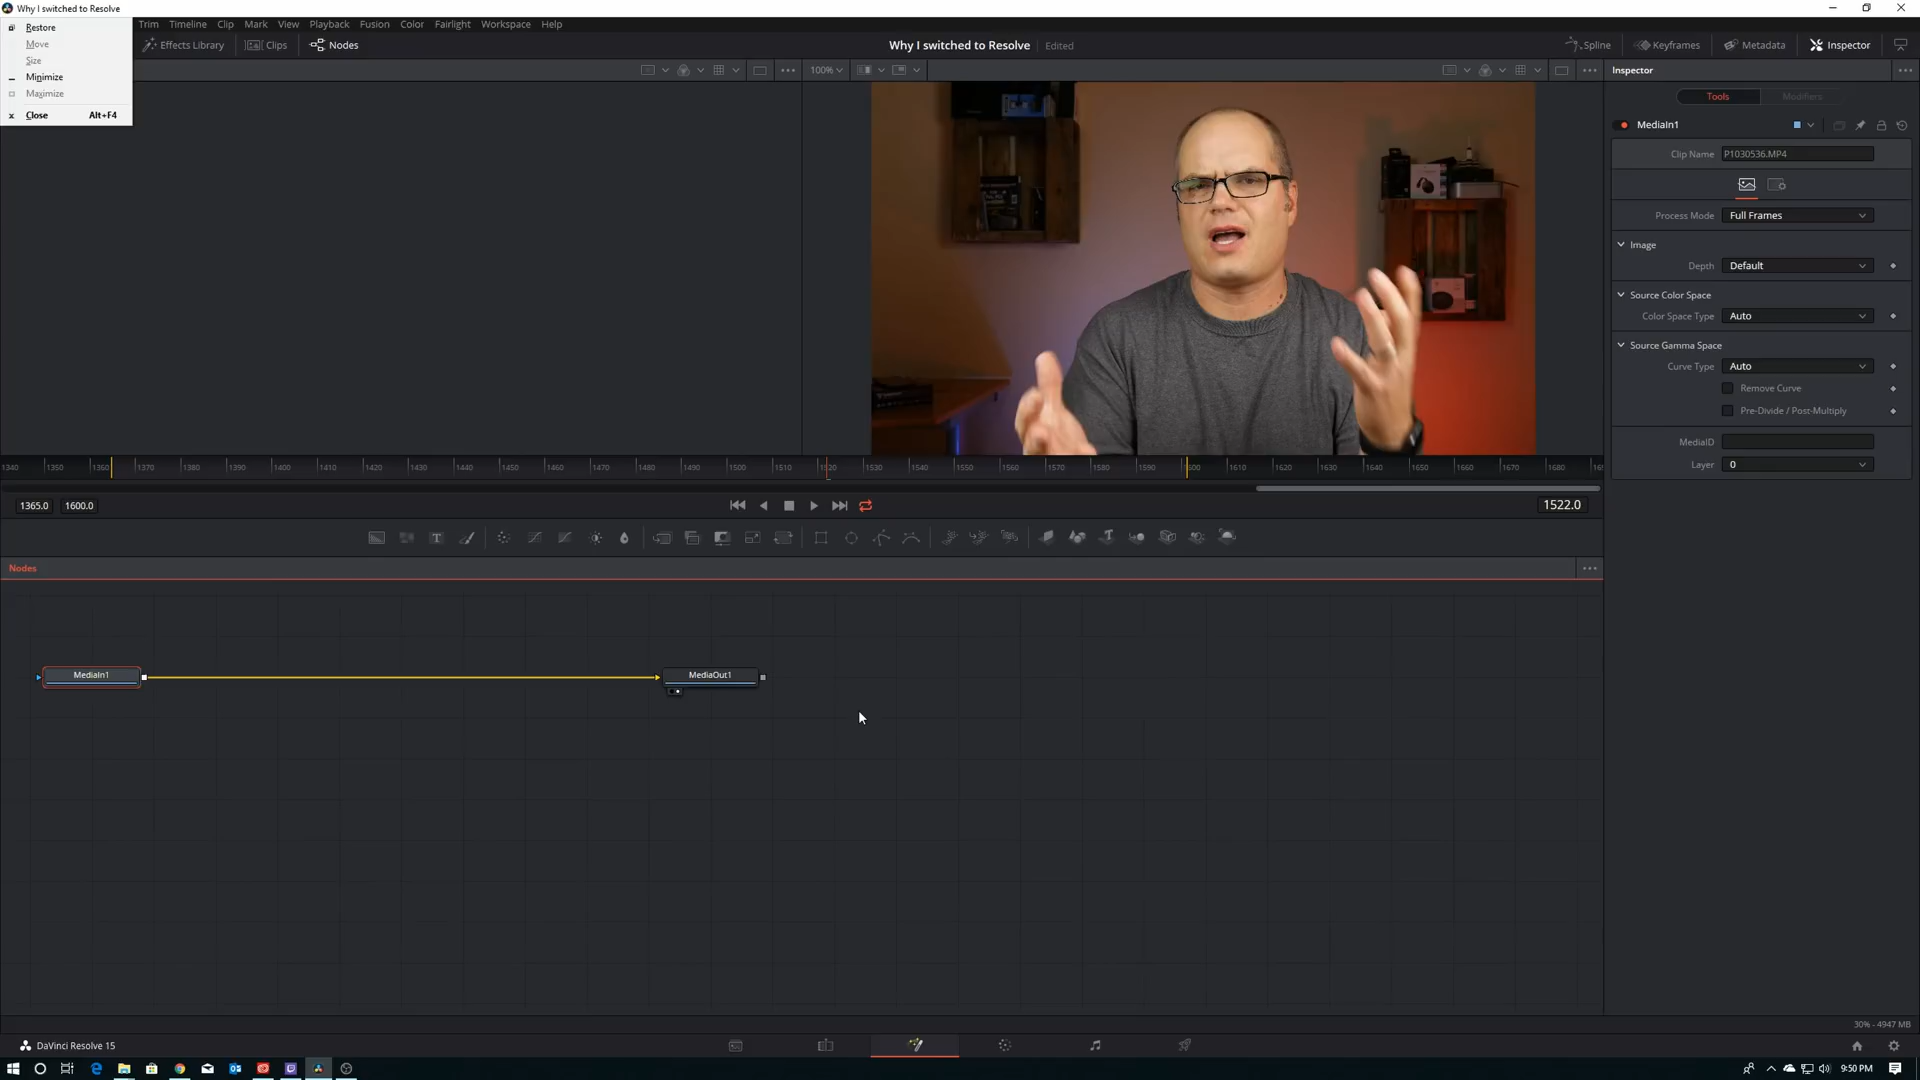 Why I switched to Resolve
Restore
Move
Size
Minimize
Maximize
Close Alt+F4
Trim Timeline Clip Mark View Playback Fusion Color Fairlight Workspace Help
Effects Library Clips Nodes
Why I switched to Resolve Edited
Spline Keyframes Metadata Inspector
100%
Inspector
Tools Modifiers
MediaIn1
Clip Name P1030536.MP4
Process Mode Full Frames
Image
Depth Default
Source Color Space
Color Space Type Auto
Source Gamma Space
Curve Type Auto
Remove Curve
Pre-Divide / Post-Multiply
MediaID
Layer 0
1340 1350 1360 1370 1380 1390 1400 1410 1420 1430 1440 1450 1460 1470 1480 1490 1500 1510 1520 1530 1540 1550 1560 1570 1580 1590 1600 1610 1620 1630 1640 1650 1660 1670 1680
1365.0 1600.0
1522.0
Nodes
MediaIn1
MediaOut1
30% - 4947 MB
DaVinci Resolve 15
9:50 PM